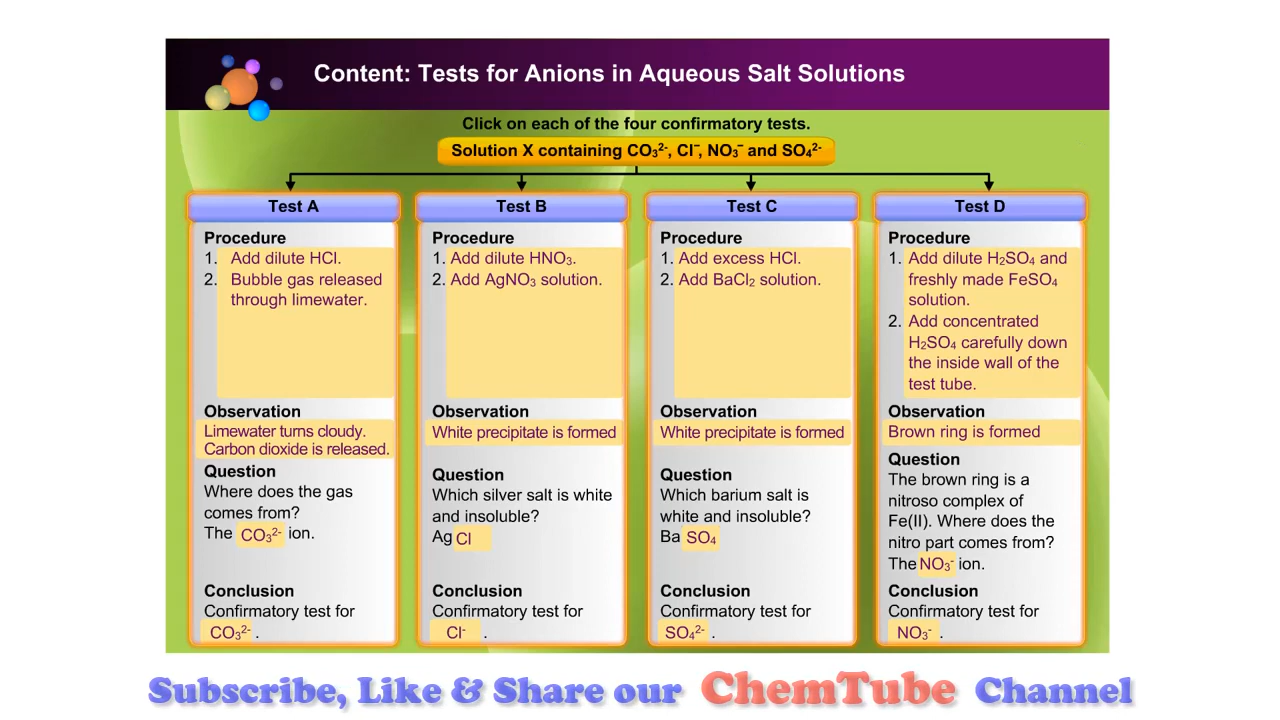 Content: Tests for Anions in Aqueous Salt Solutions
Click on each of the four confirmatory tests.
Solution X containing CO₃²⁻, Cl⁻, NO₃⁻ and SO₄²⁻
Test A
Procedure
1. Add dilute HCl.
2. Bubble gas released
through limewater.
Observation
Limewater turns cloudy.
Carbon dioxide is released.
Question
Where does the gas
comes from?
The CO₃²⁻ ion.
Conclusion
Confirmatory test for
CO₃²⁻ .
Test B
Procedure
1. Add dilute HNO₃.
2. Add AgNO₃ solution.
Observation
White precipitate is formed
Question
Which silver salt is white
and insoluble?
Ag Cl
Conclusion
Confirmatory test for
Cl⁻ .
Test C
Procedure
1. Add excess HCl.
2. Add BaCl₂ solution.
Observation
White precipitate is formed
Question
Which barium salt is
white and insoluble?
Ba SO₄
Conclusion
Confirmatory test for
SO₄²⁻ .
Test D
Procedure
1. Add dilute H₂SO₄ and
freshly made FeSO₄
solution.
2. Add concentrated
H₂SO₄ carefully down
the inside wall of the
test tube.
Observation
Brown ring is formed
Question
The brown ring is a
nitroso complex of
Fe(II). Where does the
nitro part comes from?
The NO₃⁻ ion.
Conclusion
Confirmatory test for
NO₃⁻ .
Subscribe, Like & Share our ChemTube Channel